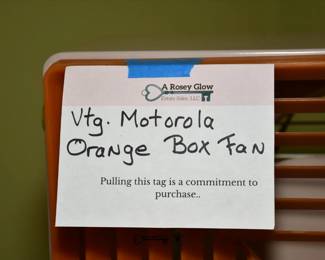 A Rosey Glow
Estate Sales, LLC
Vtg. Motorola
Orange Box Fan
Pulling this tag is a commitment to
purchase..